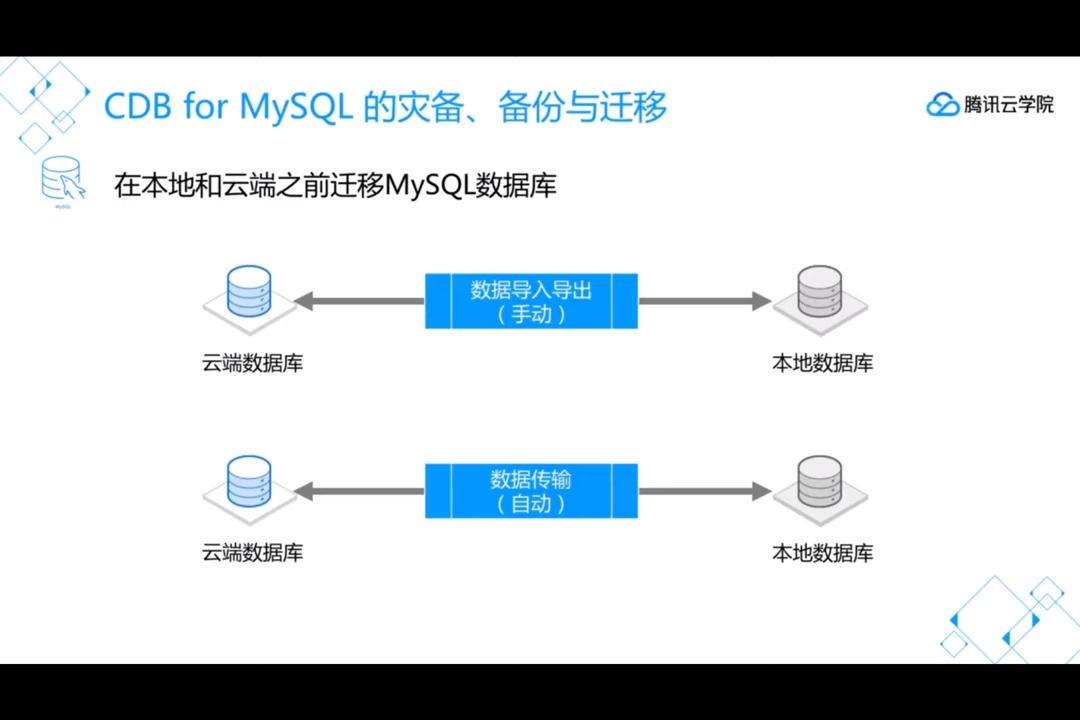 CDB for MySQL 的灾备、备份与迁移
腾讯云学院
MySQL
在本地和云端之前迁移MySQL数据库
数据导入导出
（手动）
云端数据库
本地数据库
数据传输
（自动）
云端数据库
本地数据库